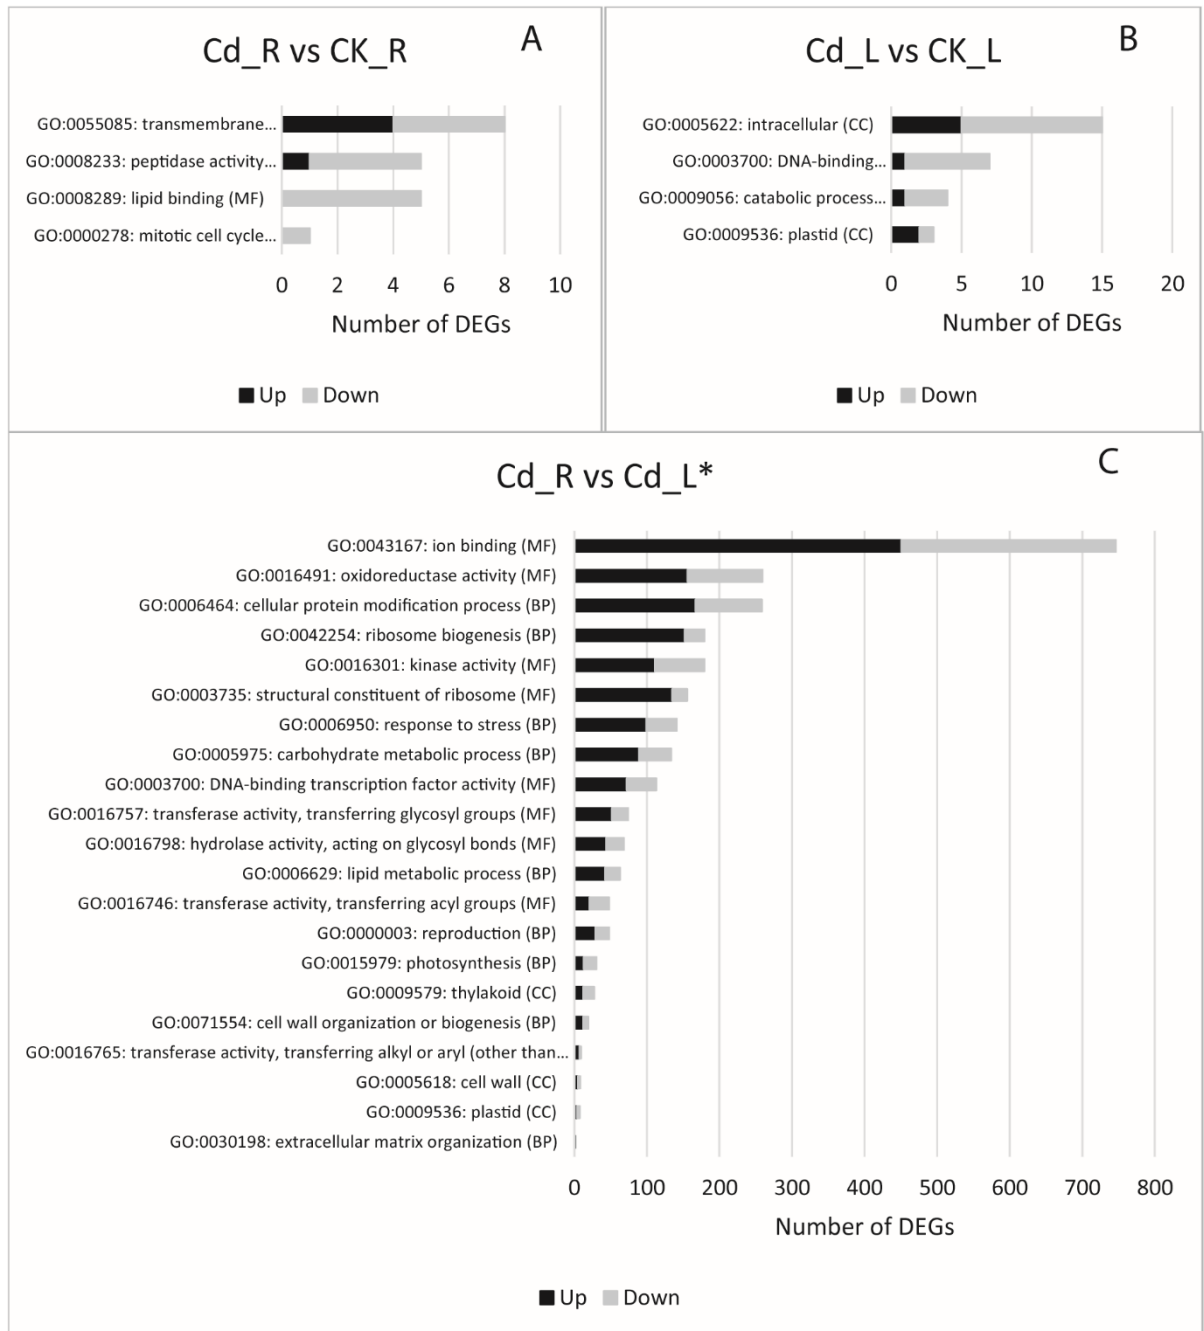 Cd_R vs CK_R
A
GO:0055085: transmembrane...
GO:0008233: peptidase activity...
GO:0008289: lipid binding (MF)
GO:0000278: mitotic cell cycle...
0 2 4 6 8 10
Number of DEGs
Up Down
Cd_L vs CK_L
B
GO:0005622: intracellular (CC)
GO:0003700: DNA-binding...
GO:0009056: catabolic process...
GO:0009536: plastid (CC)
0 5 10 15 20
Number of DEGs
Up Down
Cd_R vs Cd_L*
C
GO:0043167: ion binding (MF)
GO:0016491: oxidoreductase activity (MF)
GO:0006464: cellular protein modification process (BP)
GO:0042254: ribosome biogenesis (BP)
GO:0016301: kinase activity (MF)
GO:0003735: structural constituent of ribosome (MF)
GO:0006950: response to stress (BP)
GO:0005975: carbohydrate metabolic process (BP)
GO:0003700: DNA-binding transcription factor activity (MF)
GO:0016757: transferase activity, transferring glycosyl groups (MF)
GO:0016798: hydrolase activity, acting on glycosyl bonds (MF)
GO:0006629: lipid metabolic process (BP)
GO:0016746: transferase activity, transferring acyl groups (MF)
GO:0000003: reproduction (BP)
GO:0015979: photosynthesis (BP)
GO:0009579: thylakoid (CC)
GO:0071554: cell wall organization or biogenesis (BP)
GO:0016765: transferase activity, transferring alkyl or aryl (other than...
GO:0005618: cell wall (CC)
GO:0009536: plastid (CC)
GO:0030198: extracellular matrix organization (BP)
0 100 200 300 400 500 600 700 800
Number of DEGs
Up Down